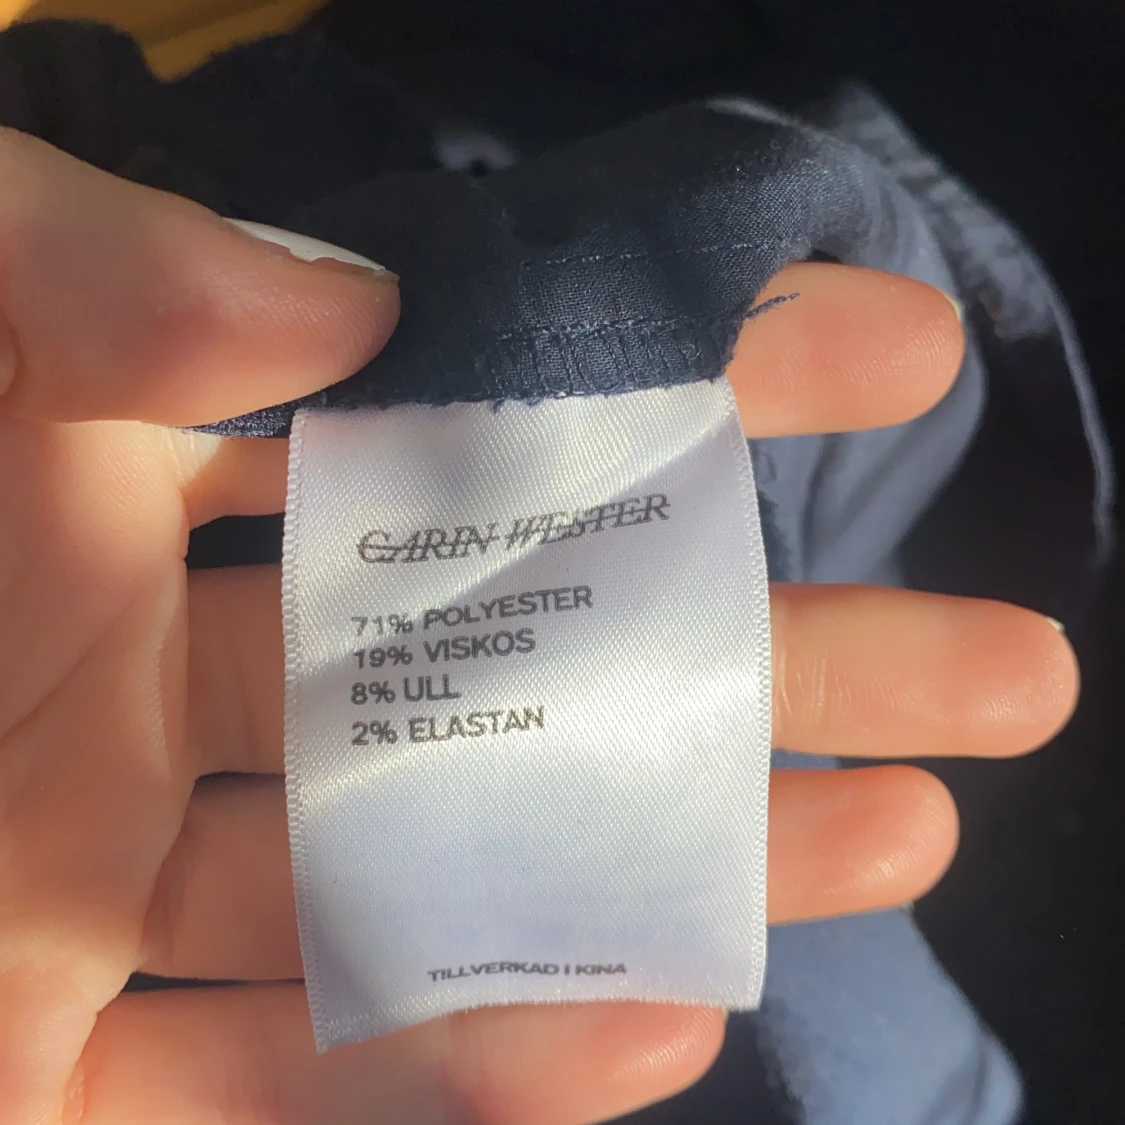 CARIN WESTER
71% POLYESTER
19% VISKOS
8% ULL
2% ELASTAN
TILLVERKAD I KINA